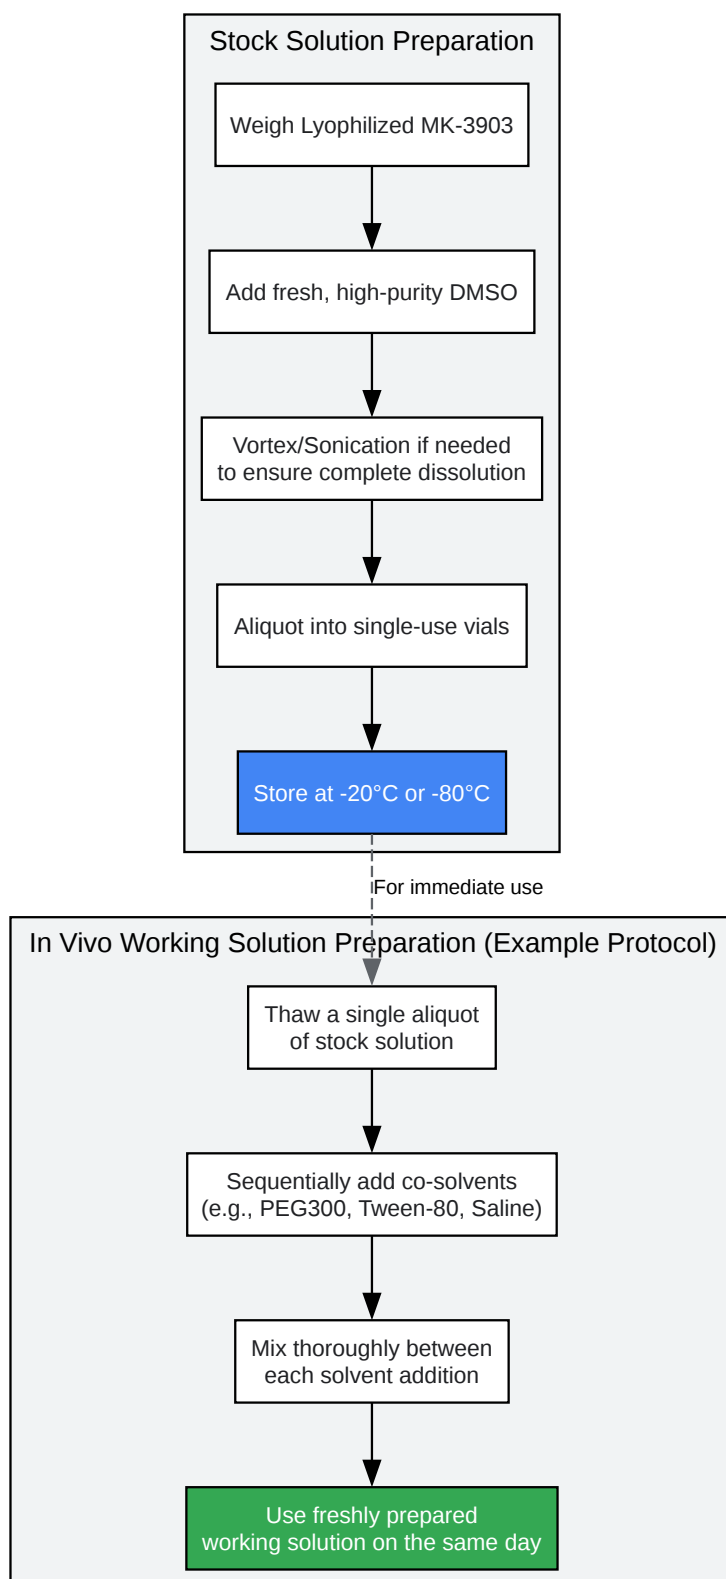 Stock Solution Preparation
Weigh Lyophilized MK-3903
Add fresh, high-purity DMSO
Vortex/Sonication if needed
to ensure complete dissolution
Aliquot into single-use vials
Store at -20°C or -80°C
For immediate use
In Vivo Working Solution Preparation (Example Protocol)
Thaw a single aliquot
of stock solution
Sequentially add co-solvents
(e.g., PEG300, Tween-80, Saline)
Mix thoroughly between
each solvent addition
Use freshly prepared
working solution on the same day